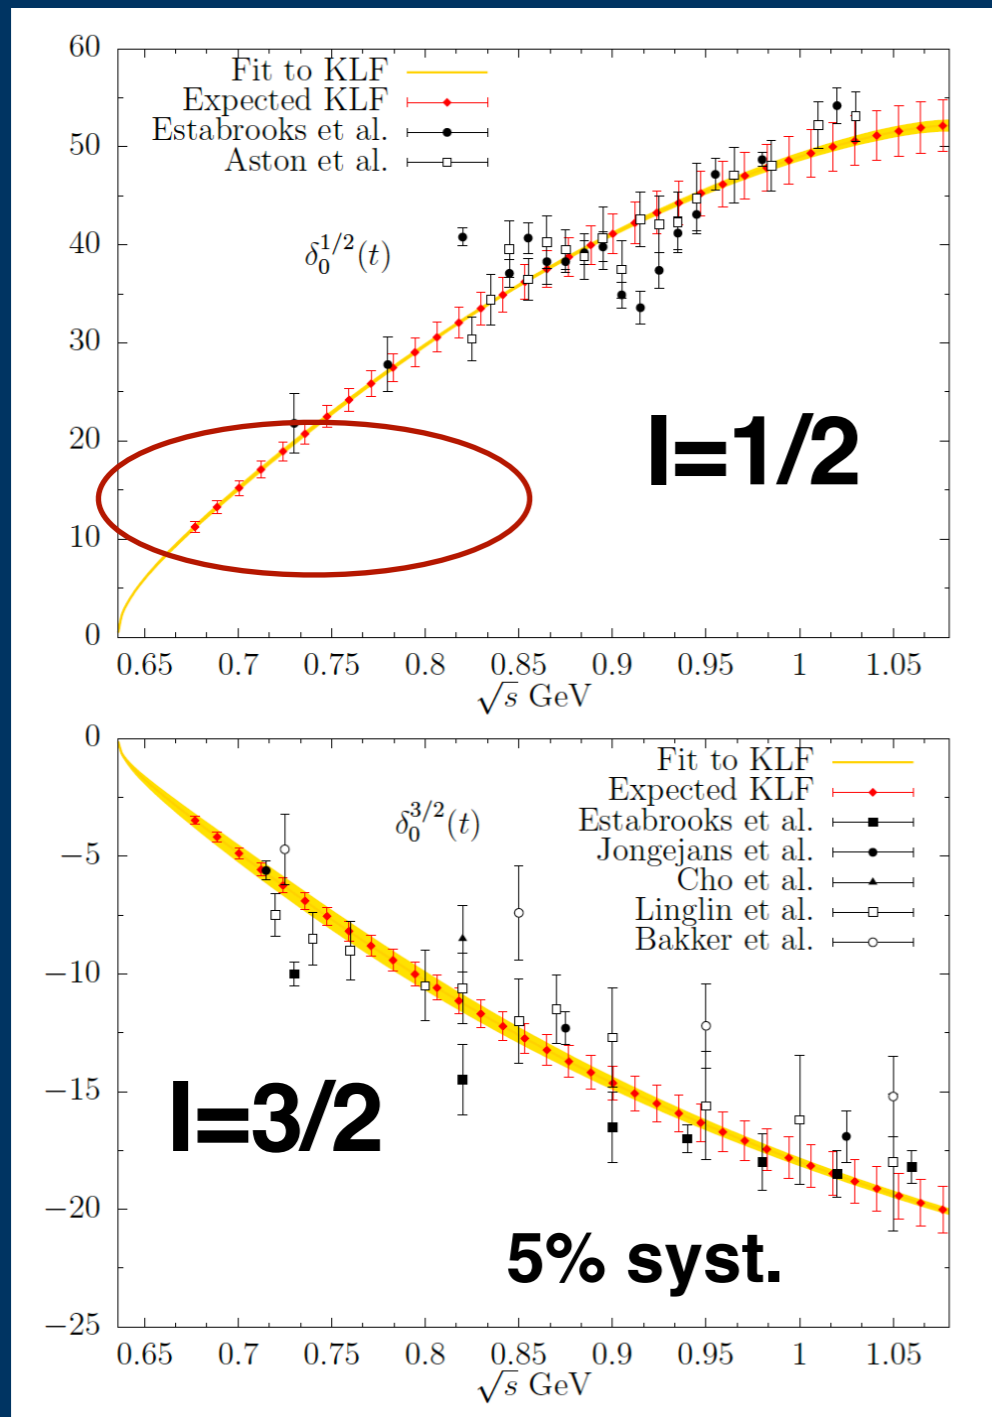 60
50
40
30
20
10
0
Fit to KLF
Expected KLF
Estabrooks et al.
Aston et al.
δ₀^{1/2}(t)
I=1/2
0.65 0.7 0.75 0.8 0.85 0.9 0.95 1 1.05
√s GeV
0
−5
−10
−15
−20
−25
Fit to KLF
Expected KLF
Estabrooks et al.
Jongejans et al.
Cho et al.
Linglin et al.
Bakker et al.
δ₀^{3/2}(t)
I=3/2
5% syst.
0.65 0.7 0.75 0.8 0.85 0.9 0.95 1 1.05
√s GeV